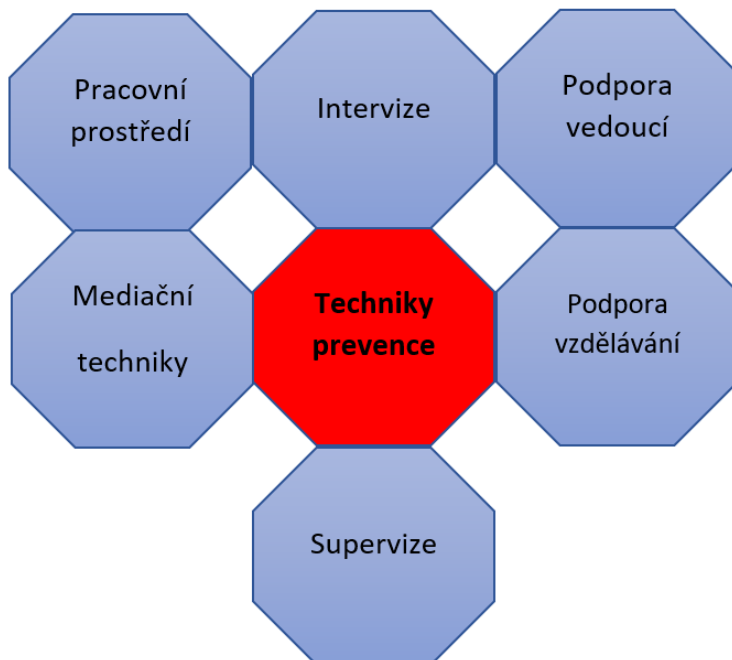 Pracovní
prostředí
Intervize
Podpora
vedoucí
Mediační
techniky
Techniky
prevence
Podpora
vzdělávání
Supervize